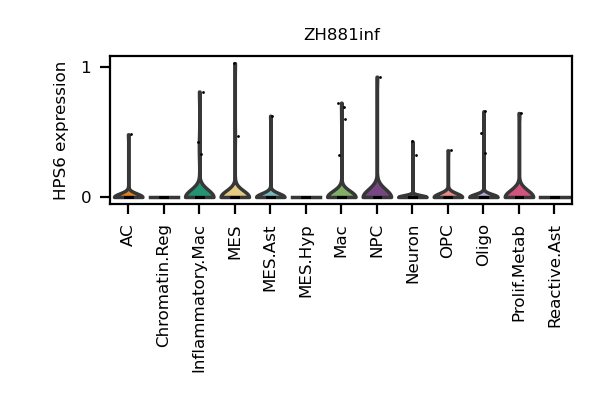 ZH881inf
HPS6 expression
1
0
AC
Chromatin.Reg
Inflammatory.Mac
MES
MES.Ast
MES.Hyp
Mac
NPC
Neuron
OPC
Oligo
Prolif.Metab
Reactive.Ast